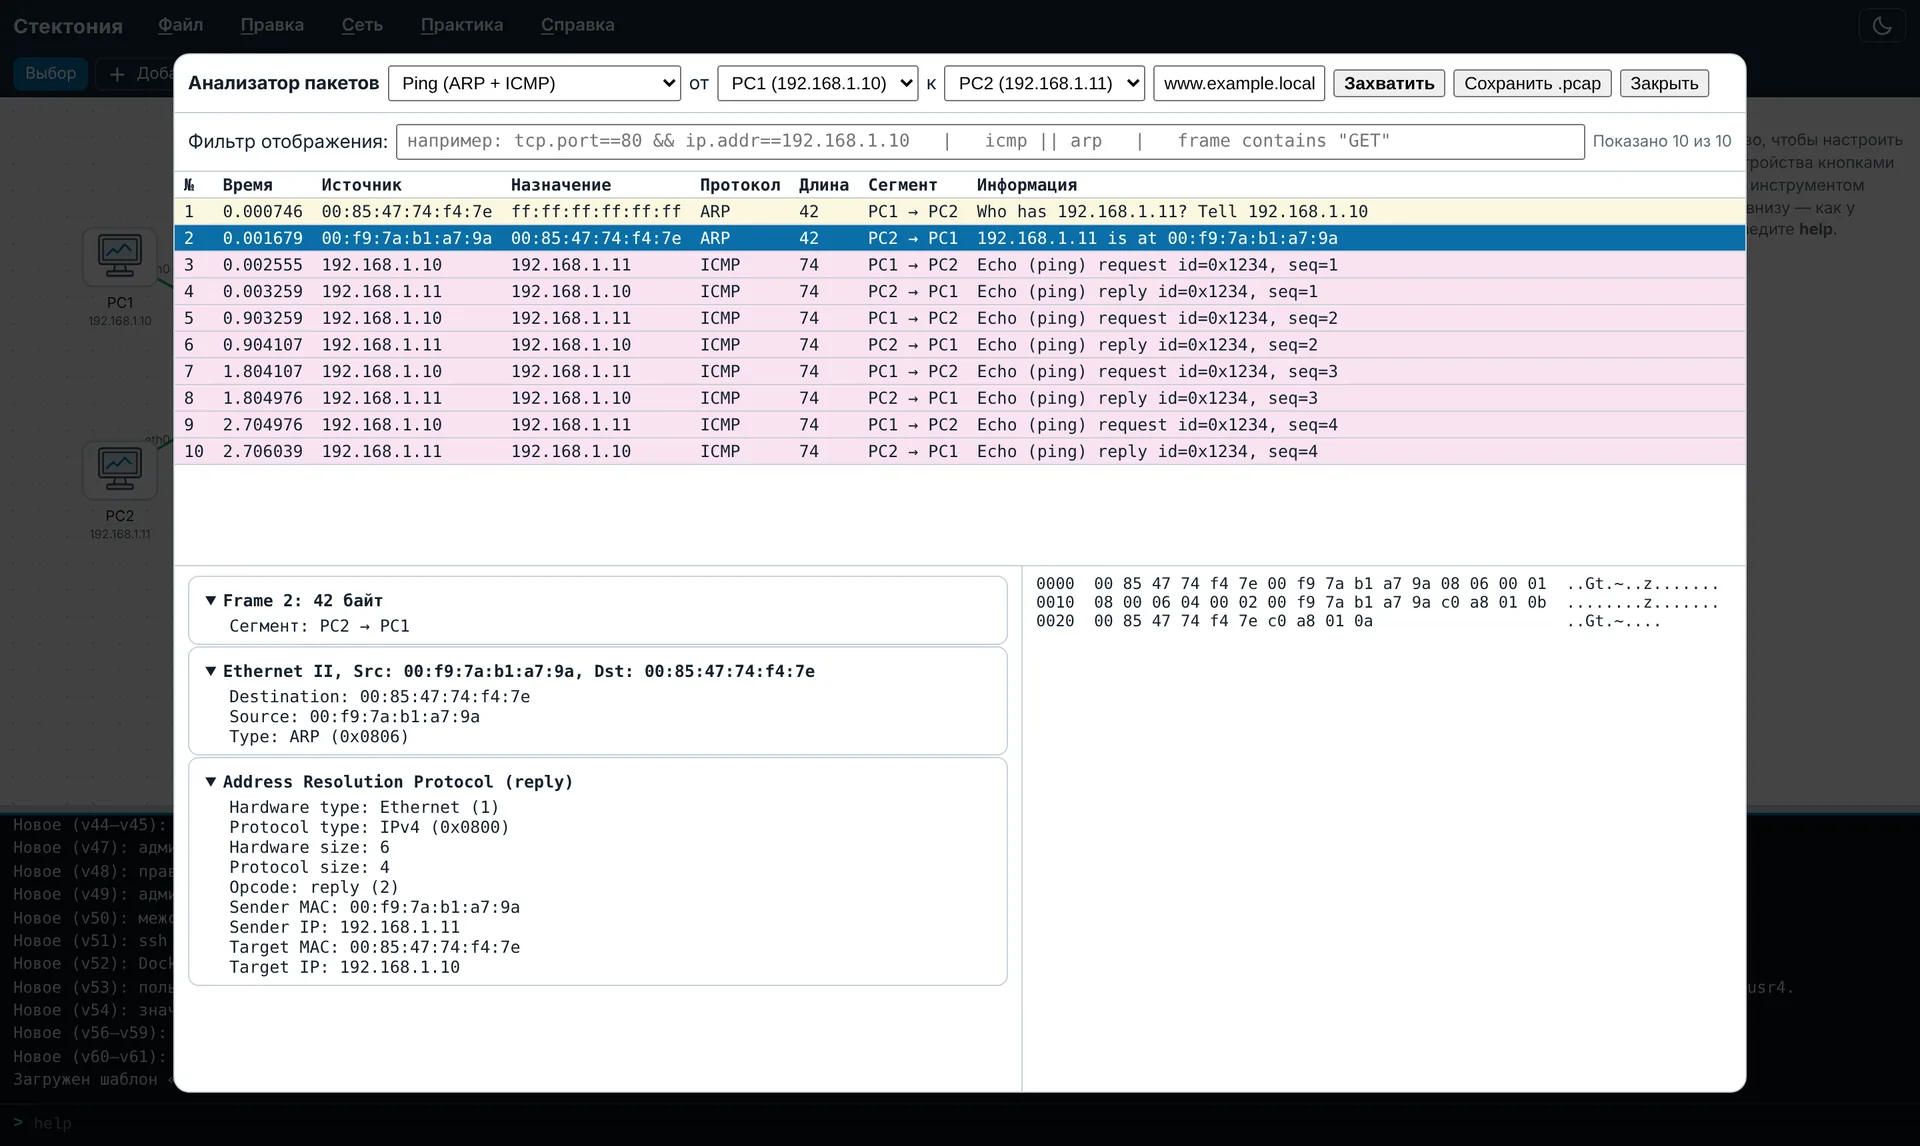 Стектония Файл Правка Сеть Практика Справка
Выбор + Доба
Анализатор пакетов Ping (ARP + ICMP) от PC1 (192.168.1.10) к PC2 (192.168.1.11) www.example.local Захватить Сохранить .pcap Закрыть
Фильтр отображения: например: tcp.port==80 && ip.addr==192.168.1.10 | icmp || arp | frame contains "GET" Показано 10 из 10
№ Время Источник Назначение Протокол Длина Сегмент Информация
1 0.000746 00:85:47:74:f4:7e ff:ff:ff:ff:ff:ff ARP 42 PC1 → PC2 Who has 192.168.1.11? Tell 192.168.1.10
2 0.001679 00:f9:7a:b1:a7:9a 00:85:47:74:f4:7e ARP 42 PC2 → PC1 192.168.1.11 is at 00:f9:7a:b1:a7:9a
3 0.002555 192.168.1.10 192.168.1.11 ICMP 74 PC1 → PC2 Echo (ping) request id=0x1234, seq=1
4 0.003259 192.168.1.11 192.168.1.10 ICMP 74 PC2 → PC1 Echo (ping) reply id=0x1234, seq=1
5 0.903259 192.168.1.10 192.168.1.11 ICMP 74 PC1 → PC2 Echo (ping) request id=0x1234, seq=2
6 0.904107 192.168.1.11 192.168.1.10 ICMP 74 PC2 → PC1 Echo (ping) reply id=0x1234, seq=2
7 1.804107 192.168.1.10 192.168.1.11 ICMP 74 PC1 → PC2 Echo (ping) request id=0x1234, seq=3
8 1.804976 192.168.1.11 192.168.1.10 ICMP 74 PC2 → PC1 Echo (ping) reply id=0x1234, seq=3
9 2.704976 192.168.1.10 192.168.1.11 ICMP 74 PC1 → PC2 Echo (ping) request id=0x1234, seq=4
10 2.706039 192.168.1.11 192.168.1.10 ICMP 74 PC2 → PC1 Echo (ping) reply id=0x1234, seq=4
Frame 2: 42 байт
Сегмент: PC2 → PC1
Ethernet II, Src: 00:f9:7a:b1:a7:9a, Dst: 00:85:47:74:f4:7e
Destination: 00:85:47:74:f4:7e
Source: 00:f9:7a:b1:a7:9a
Type: ARP (0x0806)
Address Resolution Protocol (reply)
Hardware type: Ethernet (1)
Protocol type: IPv4 (0x0800)
Hardware size: 6
Protocol size: 4
Opcode: reply (2)
Sender MAC: 00:f9:7a:b1:a7:9a
Sender IP: 192.168.1.11
Target MAC: 00:85:47:74:f4:7e
Target IP: 192.168.1.10
0000 00 85 47 74 f4 7e 00 f9 7a b1 a7 9a 08 06 00 01 ..Gt.~..z.......
0010 08 00 06 04 00 02 00 f9 7a b1 a7 9a c0 a8 01 0b ........z.......
0020 00 85 47 74 f4 7e c0 a8 01 0a ..Gt.~....
PC1
192.168.1.10
eth0
PC2
192.168.1.11
во, чтобы настроить
тройства кнопками
инструментом
внизу — как у
ведите help.
Новое (v44–v45):
Новое (v47): адми
Новое (v48): прав
Новое (v49): адми
Новое (v50): межс
Новое (v51): ssh
Новое (v52): Dock
Новое (v53): поль
usr4.
Новое (v54): знач
Новое (v56–v59):
Новое (v60–v61):
Загружен шаблон «
> help